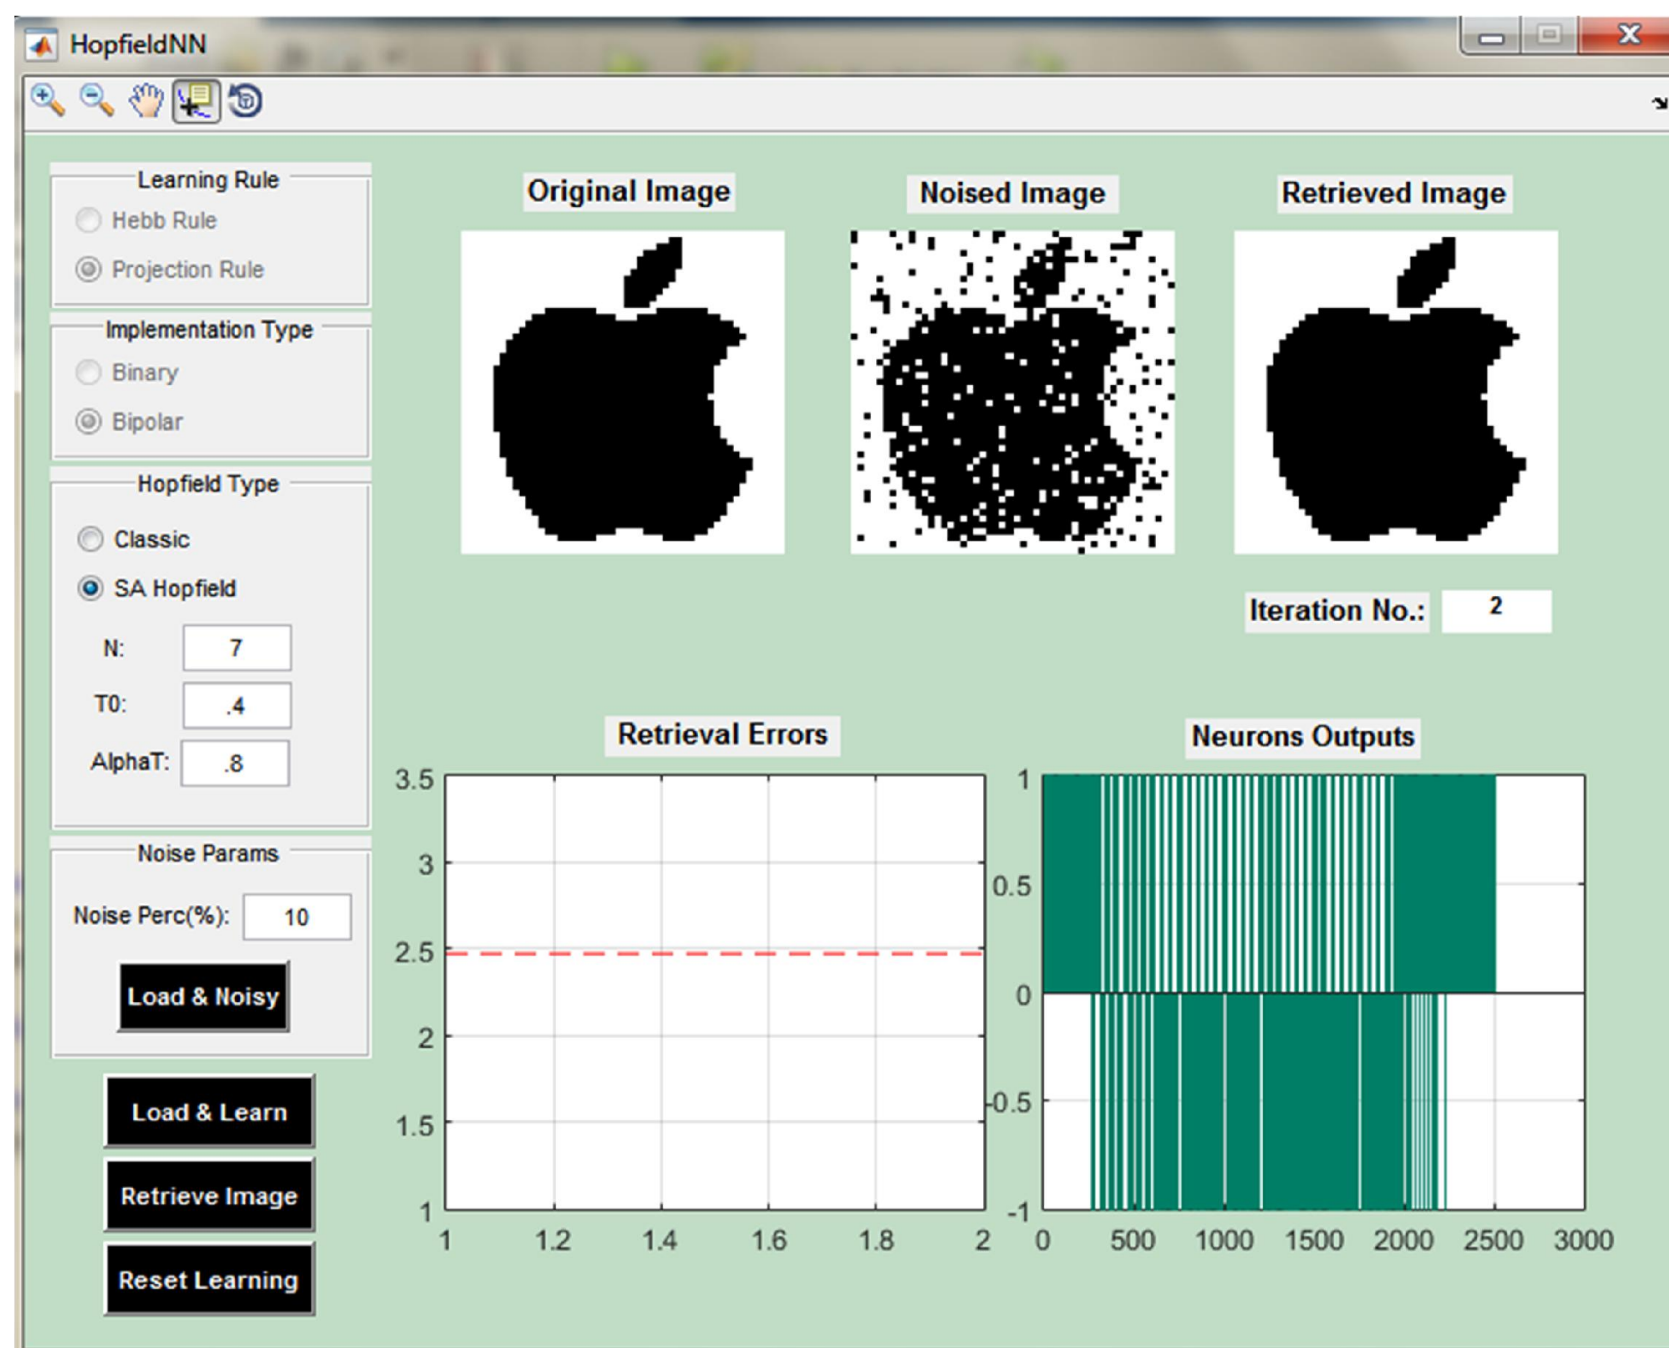 HopfieldNN
Learning Rule
Hebb Rule
Projection Rule
Implementation Type
Binary
Bipolar
Hopfield Type
Classic
SA Hopfield
N: 7
T0: .4
AlphaT: .8
Noise Params
Noise Perc(%): 10
Load & Noisy
Load & Learn
Retrieve Image
Reset Learning
Original Image
Noised Image
Retrieved Image
Iteration No.: 2
Retrieval Errors
3.5
3
2.5
2
1.5
1
1 1.2 1.4 1.6 1.8 2
Neurons Outputs
1
0.5
0
-0.5
-1
0 500 1000 1500 2000 2500 3000